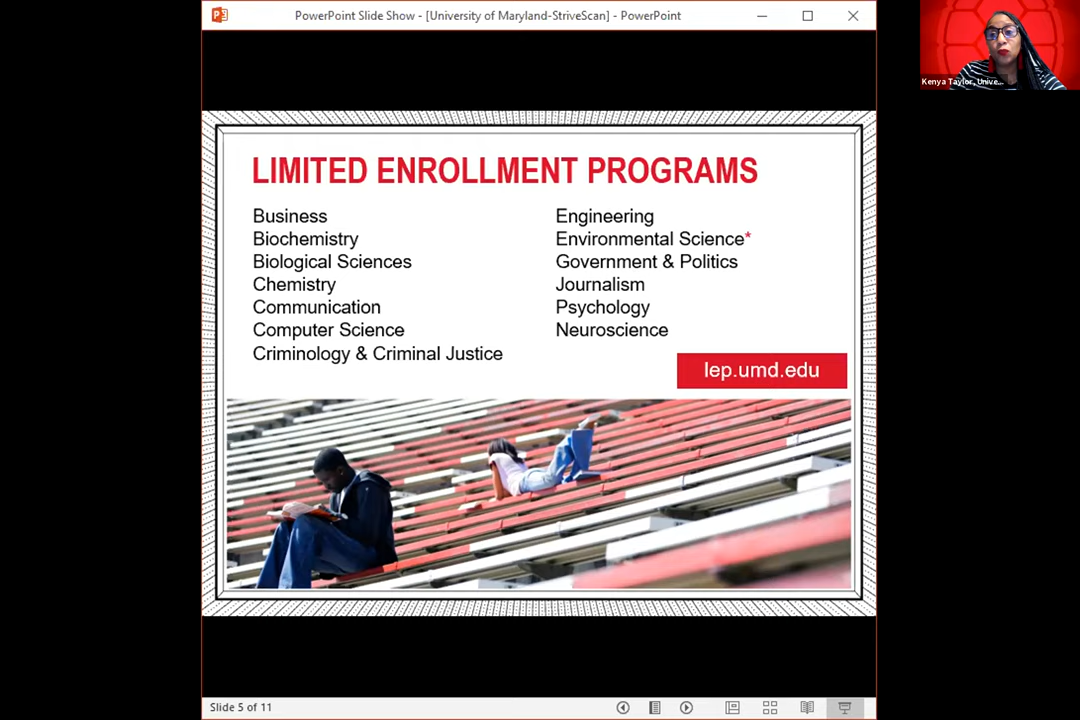 PowerPoint Slide Show - [University of Maryland-StriveScan] - PowerPoint
Kenya Taylor, Unive...
LIMITED ENROLLMENT PROGRAMS
Business
Biochemistry
Biological Sciences
Chemistry
Communication
Computer Science
Criminology & Criminal Justice
Engineering
Environmental Science*
Government & Politics
Journalism
Psychology
Neuroscience
lep.umd.edu
Slide 5 of 11